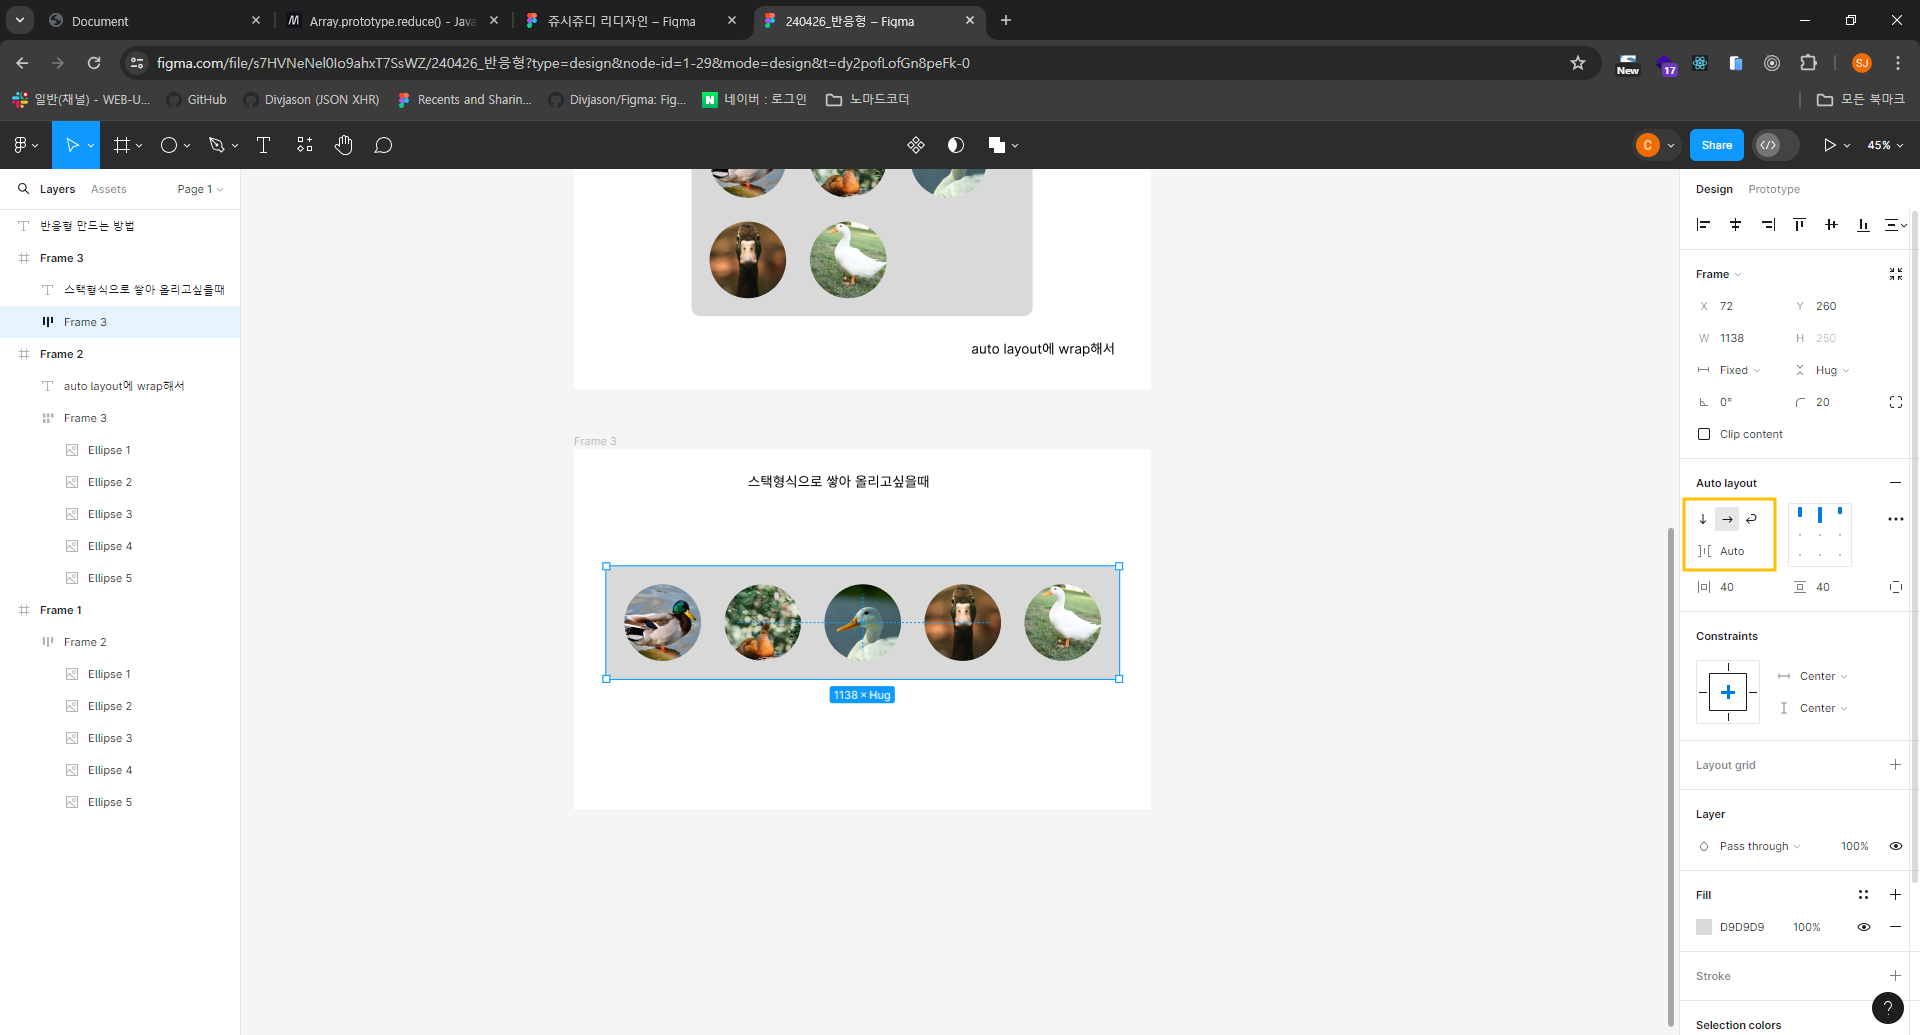 Document
Array.prototype.reduce() - Java
쥬시쥬디 리디자인 – Figma
240426_반응형 – Figma
figma.com/file/s7HVNeNel0Io9ahxT7SsWZ/240426_반응형?type=design&node-id=1-29&mode=design&t=dy2pofLofGn8peFk-0
New
17
SJ
일반(채널) - WEB-U...
GitHub
Divjason (JSON XHR)
Recents and Sharin...
Divjason/Figma: Fig...
N
네이버 : 로그인
노마드코더
모든 북마크
C
Share
45%
Layers
Assets
Page 1
반응형 만드는 방법
Frame 3
스택형식으로 쌓아 올리고싶을때
Frame 3
Frame 2
auto layout에 wrap해서
Frame 3
Ellipse 1
Ellipse 2
Ellipse 3
Ellipse 4
Ellipse 5
Frame 1
Frame 2
Ellipse 1
Ellipse 2
Ellipse 3
Ellipse 4
Ellipse 5
auto layout에 wrap해서
Frame 3
스택형식으로 쌓아 올리고싶을때
1138 × Hug
Design
Prototype
Frame
X 72
Y 260
W 1138
H 250
Fixed
Hug
0°
20
Clip content
Auto layout
Auto
40
40
Constraints
Center
Center
Layout grid
Layer
Pass through
100%
Fill
D9D9D9
100%
Stroke
?
Selection colors